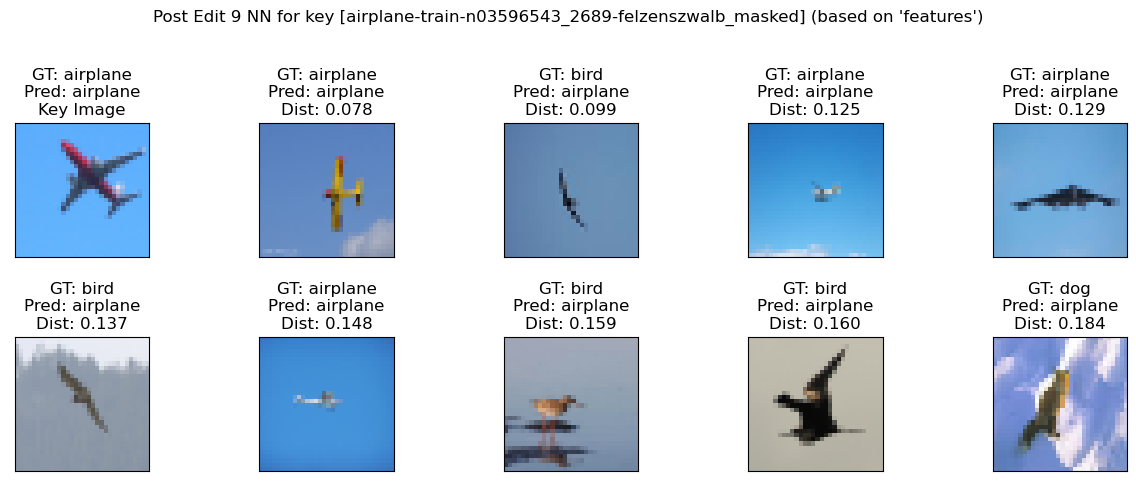 Post Edit 9 NN for key [airplane-train-n03596543_2689-felzenszwalb_masked] (based on 'features')
GT: airplane
Pred: airplane
Key Image
GT: airplane
Pred: airplane
Dist: 0.078
GT: bird
Pred: airplane
Dist: 0.099
GT: airplane
Pred: airplane
Dist: 0.125
GT: airplane
Pred: airplane
Dist: 0.129
GT: bird
Pred: airplane
Dist: 0.137
GT: airplane
Pred: airplane
Dist: 0.148
GT: bird
Pred: airplane
Dist: 0.159
GT: bird
Pred: airplane
Dist: 0.160
GT: dog
Pred: airplane
Dist: 0.184